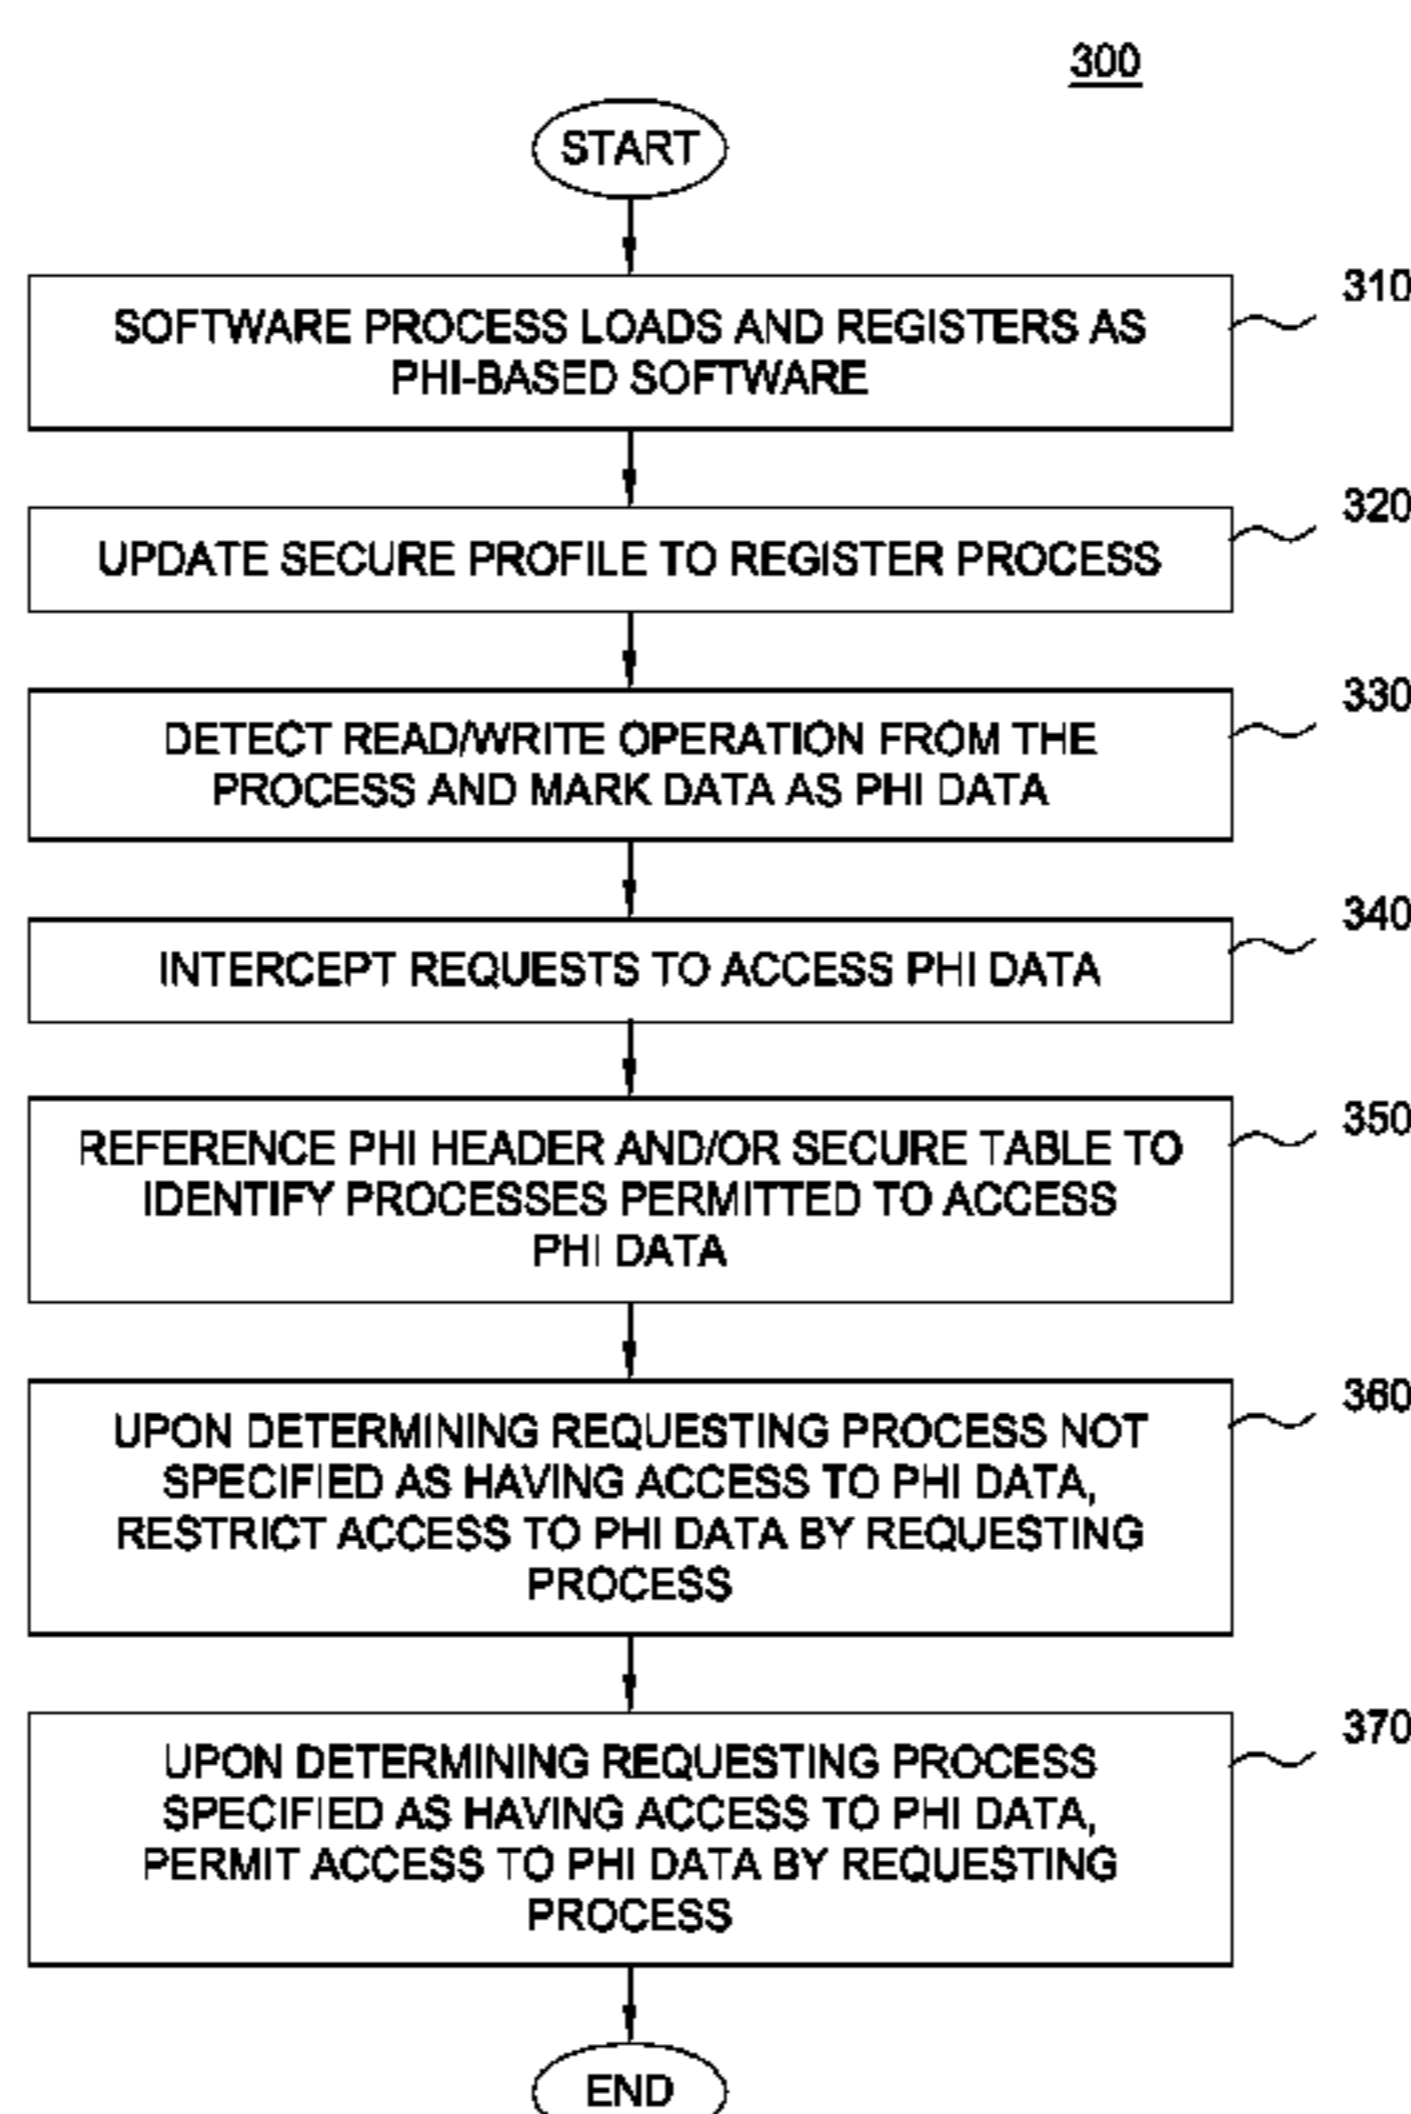 300
START
310
SOFTWARE PROCESS LOADS AND REGISTERS AS
PHI-BASED SOFTWARE
320
UPDATE SECURE PROFILE TO REGISTER PROCESS
330
DETECT READ/WRITE OPERATION FROM THE
PROCESS AND MARK DATA AS PHI DATA
340
INTERCEPT REQUESTS TO ACCESS PHI DATA
350
REFERENCE PHI HEADER AND/OR SECURE TABLE TO
IDENTIFY PROCESSES PERMITTED TO ACCESS
PHI DATA
360
UPON DETERMINING REQUESTING PROCESS NOT
SPECIFIED AS HAVING ACCESS TO PHI DATA,
RESTRICT ACCESS TO PHI DATA BY REQUESTING
PROCESS
370
UPON DETERMINING REQUESTING PROCESS
SPECIFIED AS HAVING ACCESS TO PHI DATA,
PERMIT ACCESS TO PHI DATA BY REQUESTING
PROCESS
END